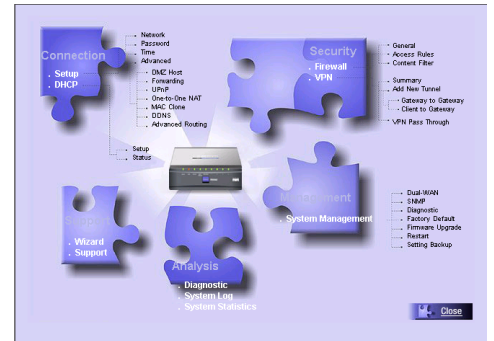 Connection
. Setup
. DHCP
Network
Password
Time
Advanced
DMZ Host
Forwarding
UPnP
One-to-One NAT
MAC Clone
DDNS
Advanced Routing
Setup
Status
Security
. Firewall
. VPN
General
Access Rules
Content Filter
Summary
Add New Tunnel
Gateway to Gateway
Client to Gateway
VPN Pass Through
Support
. Wizard
. Support
Analysis
. Diagnostic
. System Log
. System Statistics
Management
. System Management
Dual-WAN
SNMP
Diagnostic
Factory Default
Firmware Upgrade
Restart
Setting Backup
Close